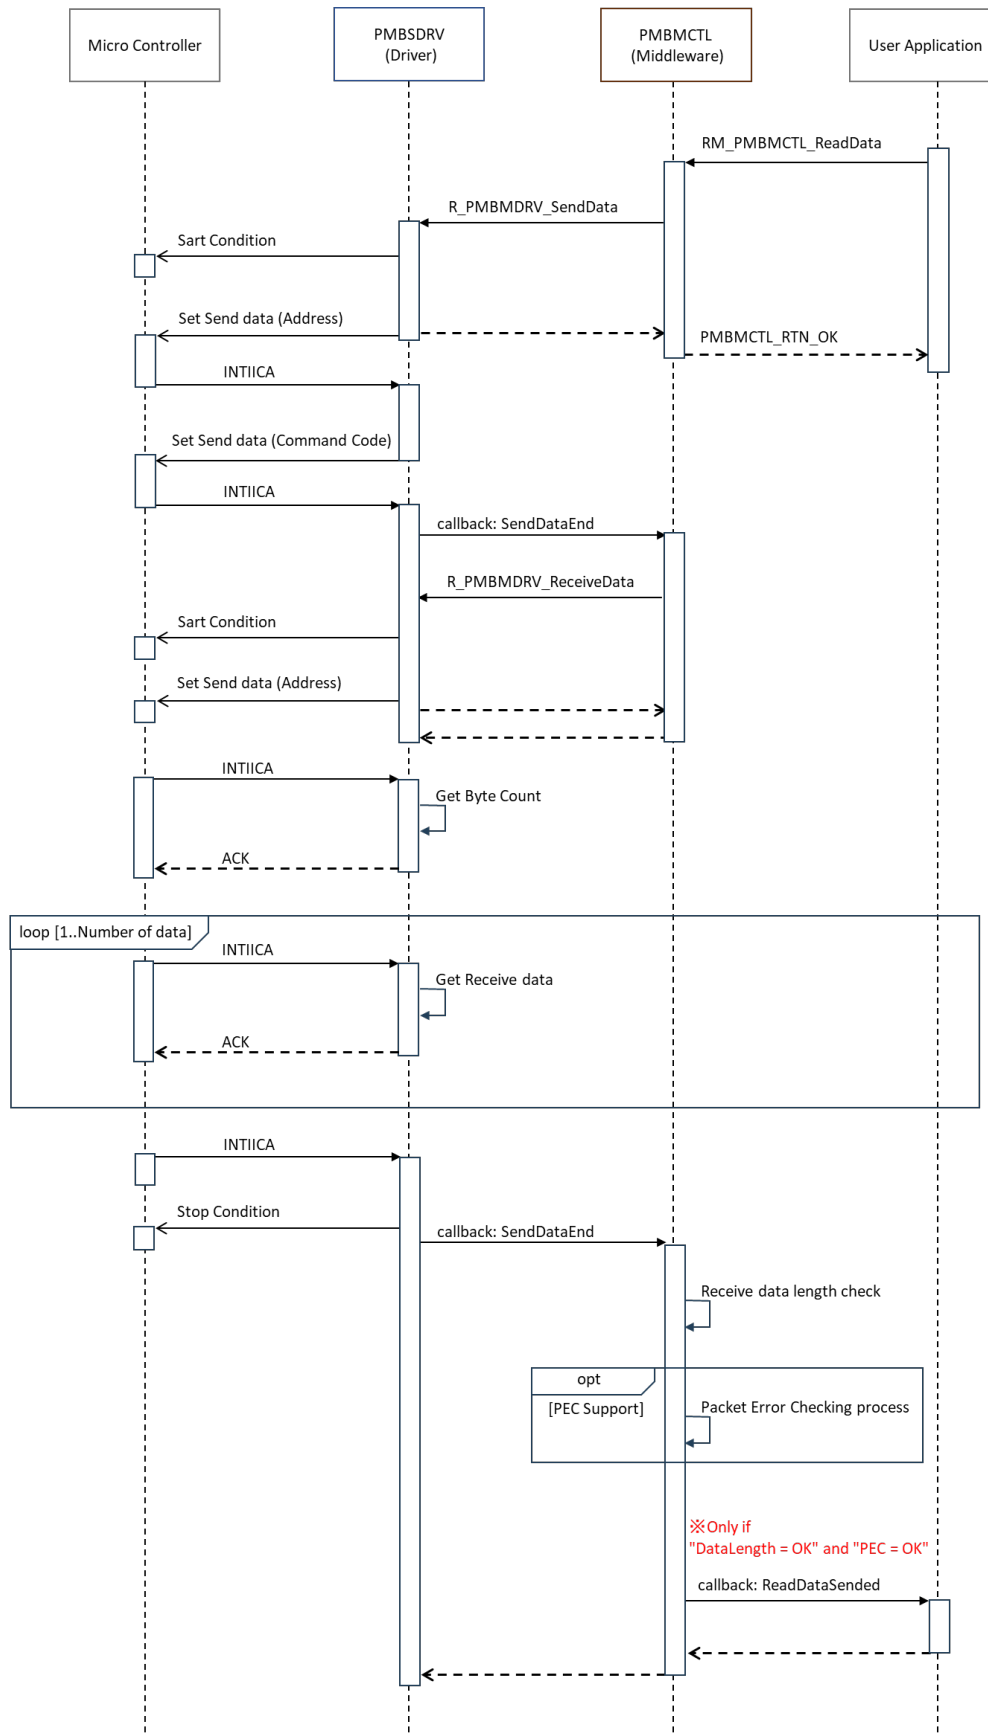 Micro Controller
PMBSDRV
(Driver)
PMBMCTL
(Middleware)
User Application
RM_PMBMCTL_ReadData
R_PMBMDRV_SendData
Sart Condition
Set Send data (Address)
PMBMCTL_RTN_OK
INTIICA
Set Send data (Command Code)
INTIICA
callback: SendDataEnd
R_PMBMDRV_ReceiveData
Sart Condition
Set Send data (Address)
INTIICA
Get Byte Count
ACK
loop [1..Number of data]
INTIICA
Get Receive data
ACK
INTIICA
Stop Condition
callback: SendDataEnd
Receive data length check
opt
[PEC Support]
Packet Error Checking process
※Only if
"DataLength = OK" and "PEC = OK"
callback: ReadDataSended